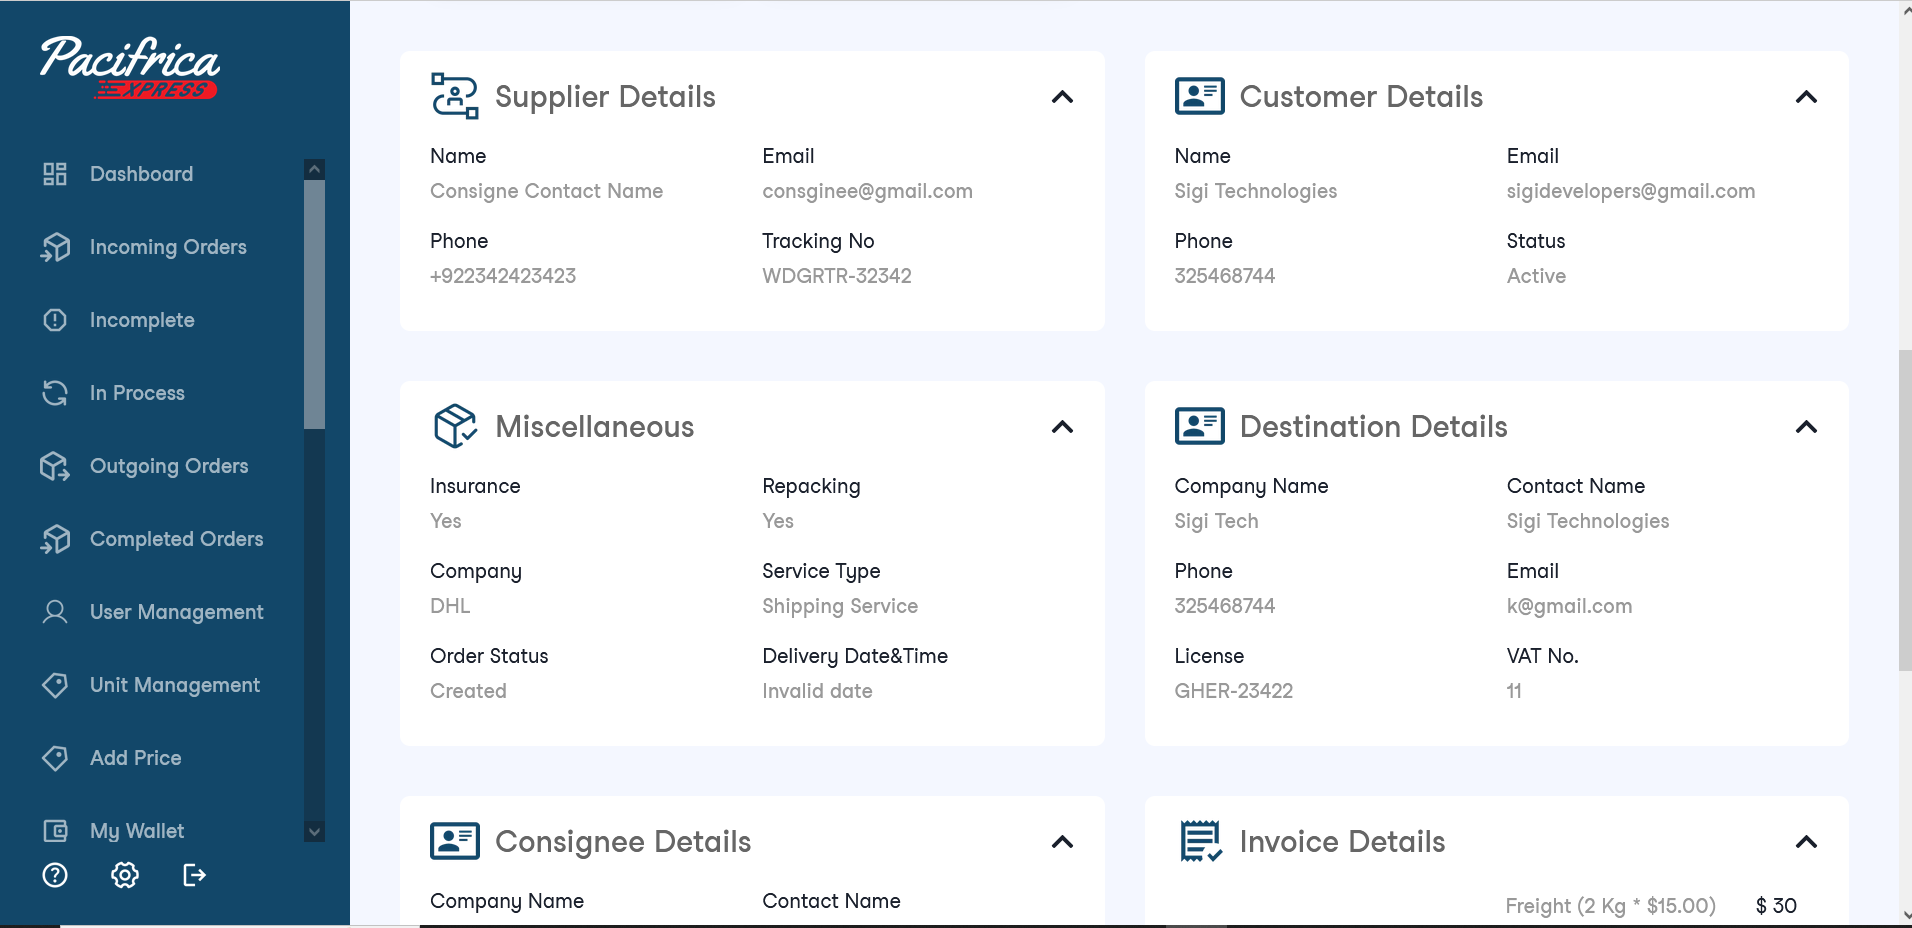 Pacifrica
EXPRESS
Dashboard
Incoming Orders
Incomplete
In Process
Outgoing Orders
Completed Orders
User Management
Unit Management
Add Price
My Wallet
Supplier Details
Name Email
Consigne Contact Name consginee@gmail.com
Phone Tracking No
+922342423423 WDGRTR-32342
Customer Details
Name Email
Sigi Technologies sigidevelopers@gmail.com
Phone Status
325468744 Active
Miscellaneous
Insurance Repacking
Yes Yes
Company Service Type
DHL Shipping Service
Order Status Delivery Date&Time
Created Invalid date
Destination Details
Company Name Contact Name
Sigi Tech Sigi Technologies
Phone Email
325468744 k@gmail.com
License VAT No.
GHER-23422 11
Consignee Details
Company Name Contact Name
Invoice Details
Freight (2 Kg * $15.00) $ 30